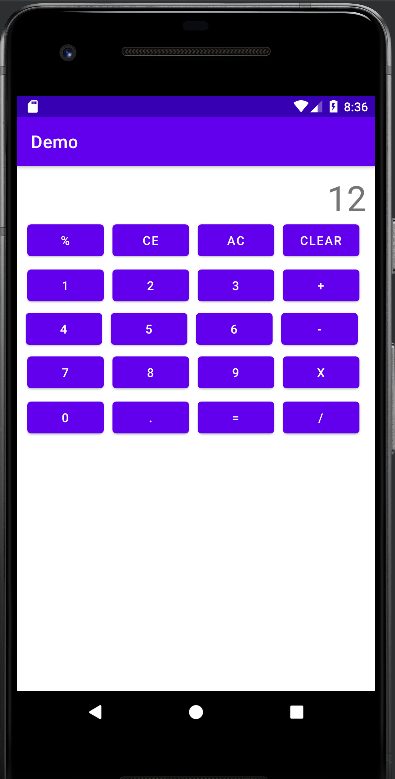 8:36
Demo
12
% CE AC CLEAR
1 2 3 +
4 5 6 -
7 8 9 X
0 . = /